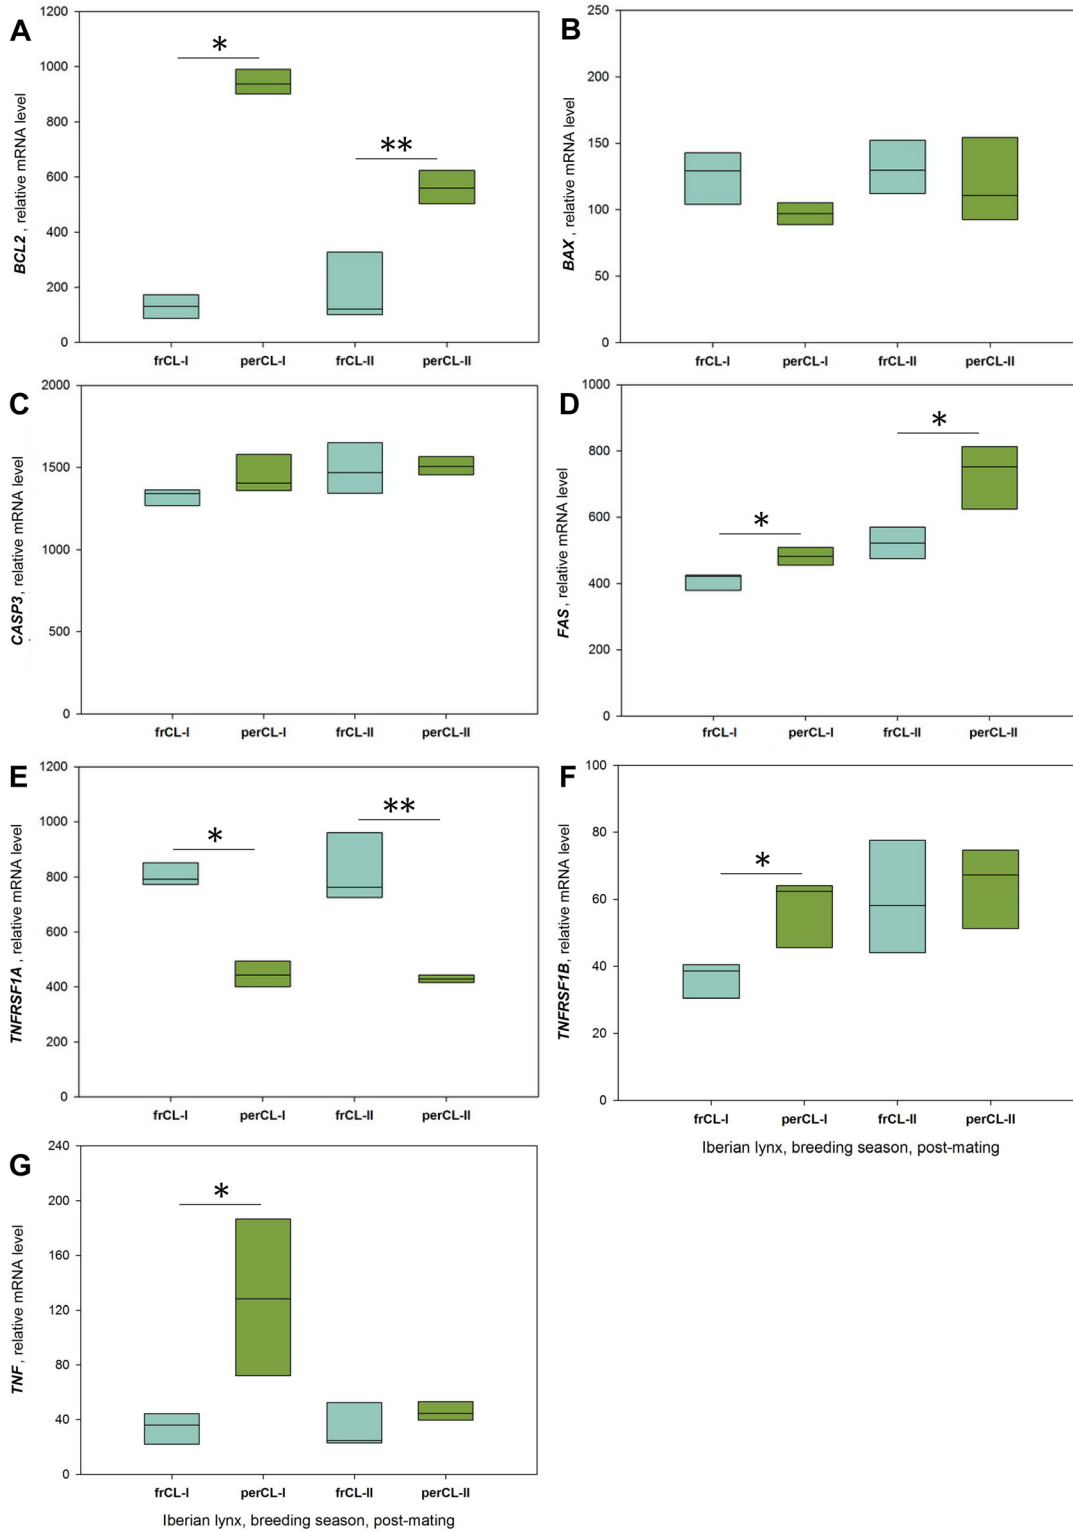 A
BCL2, relative mRNA level
1200
1000
800
600
400
200
0
*
**
frCL-I perCL-I frCL-II perCL-II
B
BAX, relative mRNA level
250
200
150
100
50
0
frCL-I perCL-I frCL-II perCL-II
C
CASP3, relative mRNA level
2000
1500
1000
500
0
frCL-I perCL-I frCL-II perCL-II
D
FAS, relative mRNA level
1000
800
600
400
200
0
*
*
frCL-I perCL-I frCL-II perCL-II
E
TNFRSF1A, relative mRNA level
1200
1000
800
600
400
200
0
*
**
frCL-I perCL-I frCL-II perCL-II
F
TNFRSF1B, relative mRNA level
100
80
60
40
20
0
*
frCL-I perCL-I frCL-II perCL-II
Iberian lynx, breeding season, post-mating
G
TNF, relative mRNA level
240
200
160
120
80
40
0
*
frCL-I perCL-I frCL-II perCL-II
Iberian lynx, breeding season, post-mating